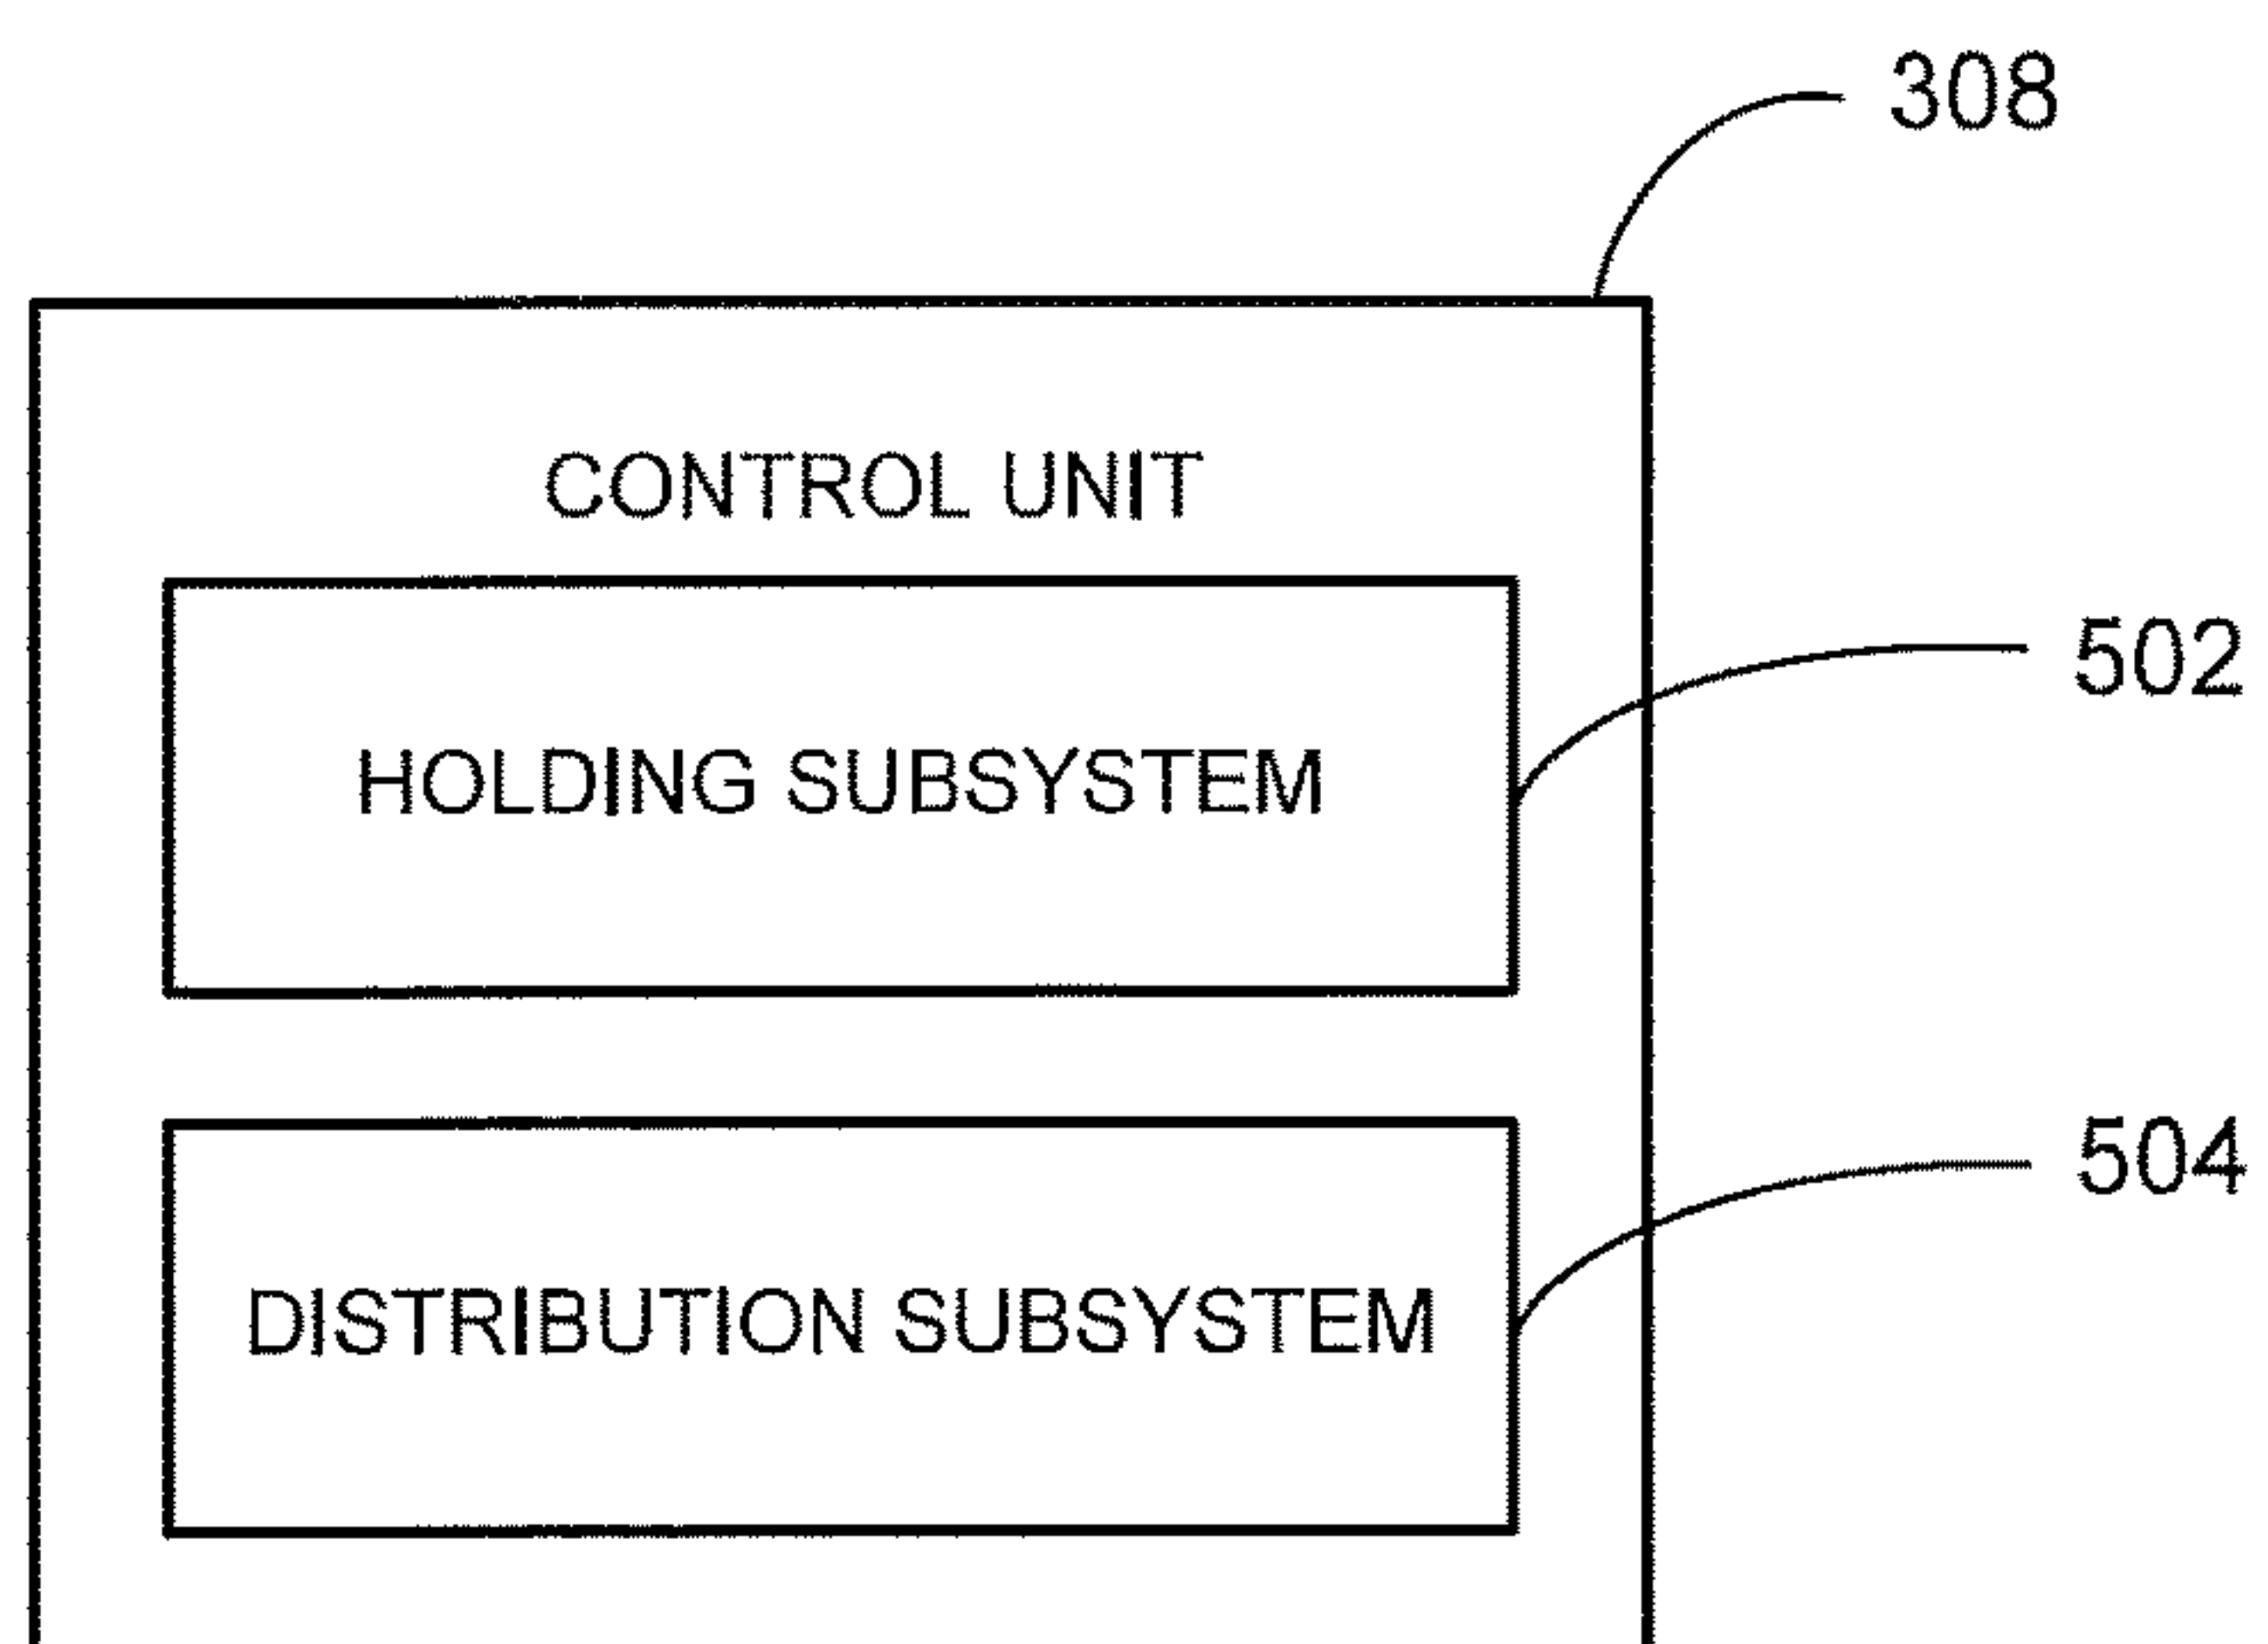 308
CONTROL UNIT
502
HOLDING SUBSYSTEM
504
DISTRIBUTION SUBSYSTEM